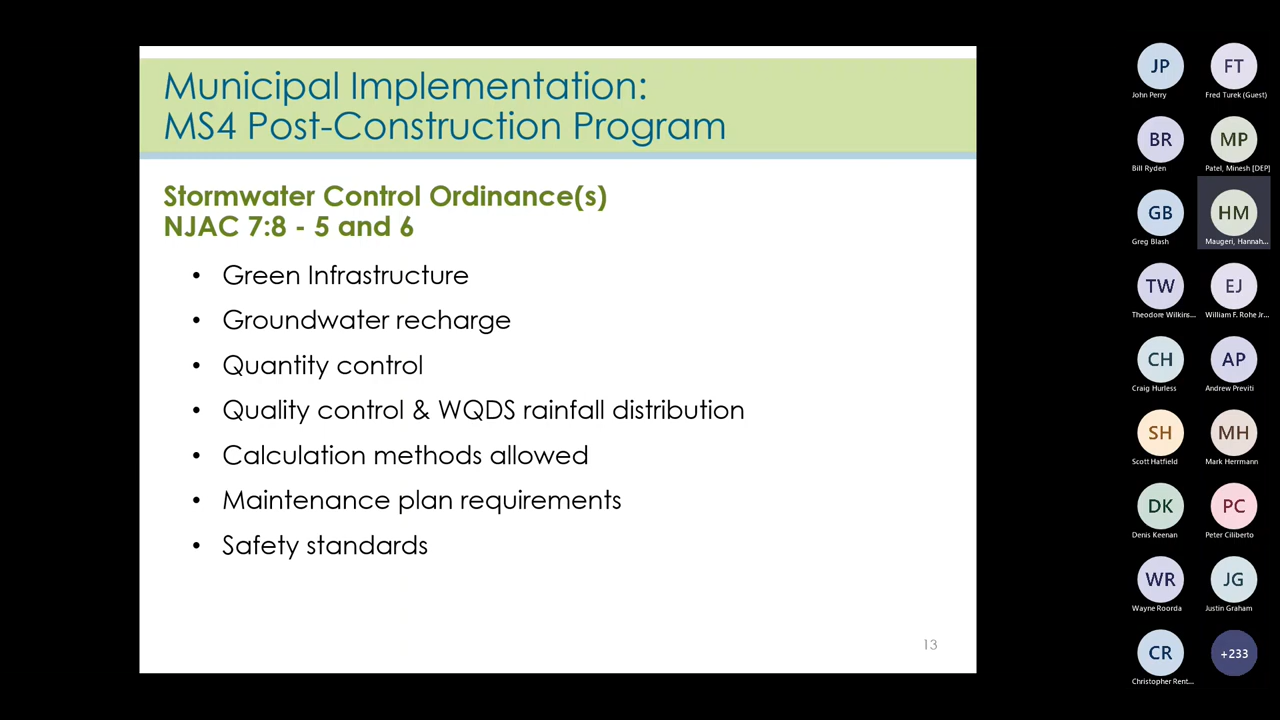 Municipal Implementation:
MS4 Post-Construction Program
Stormwater Control Ordinance(s)
NJAC 7:8 - 5 and 6
• Green Infrastructure
• Groundwater recharge
• Quantity control
• Quality control & WQDS rainfall distribution
• Calculation methods allowed
• Maintenance plan requirements
• Safety standards
13
JP
John Perry
FT
Fred Turek (Guest)
BR
Bill Ryden
MP
Patel, Minesh [DEP]
GB
Greg Blash
HM
Maugeri, Hannah...
TW
Theodore Wilkins...
EJ
William F. Rohe Jr...
CH
Craig Hurless
AP
Andrew Previti
SH
Scott Hatfield
MH
Mark Herrmann
DK
Denis Keenan
PC
Peter Ciliberto
WR
Wayne Roorda
JG
Justin Graham
CR
Christopher Rent...
+233